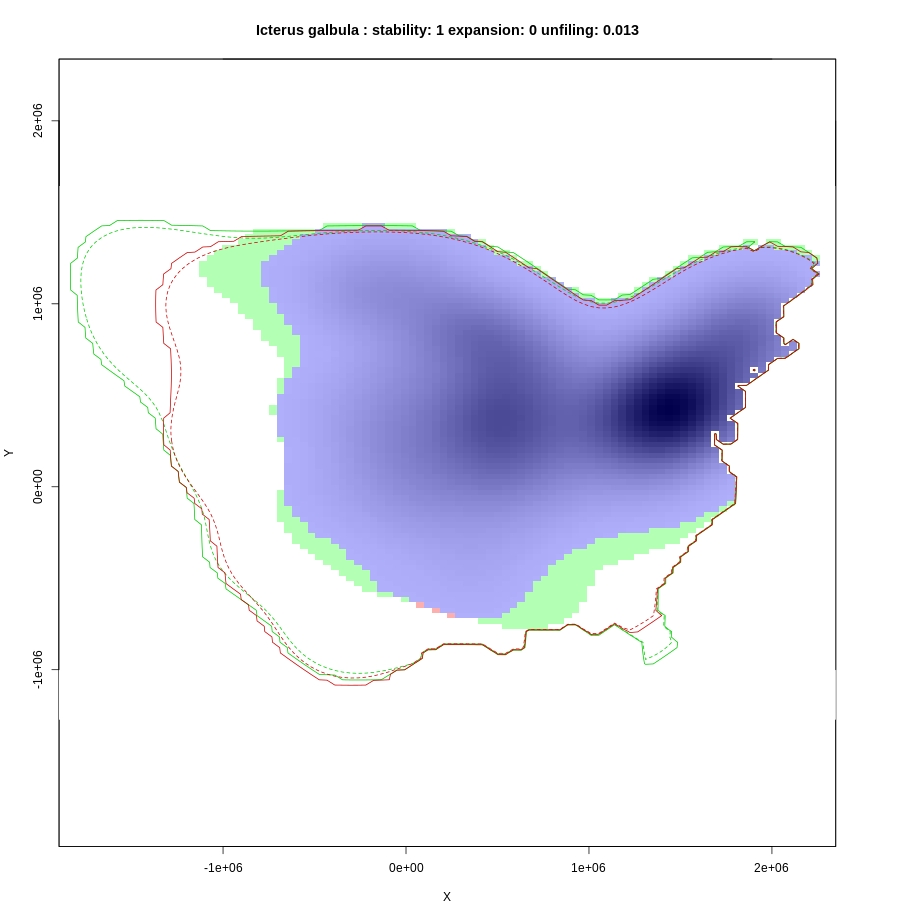 Icterus galbula : stability: 1 expansion: 0 unfiling: 0.013
2e+06
1e+06
0e+00
-1e+06
Y
-1e+06 0e+00 1e+06 2e+06
X